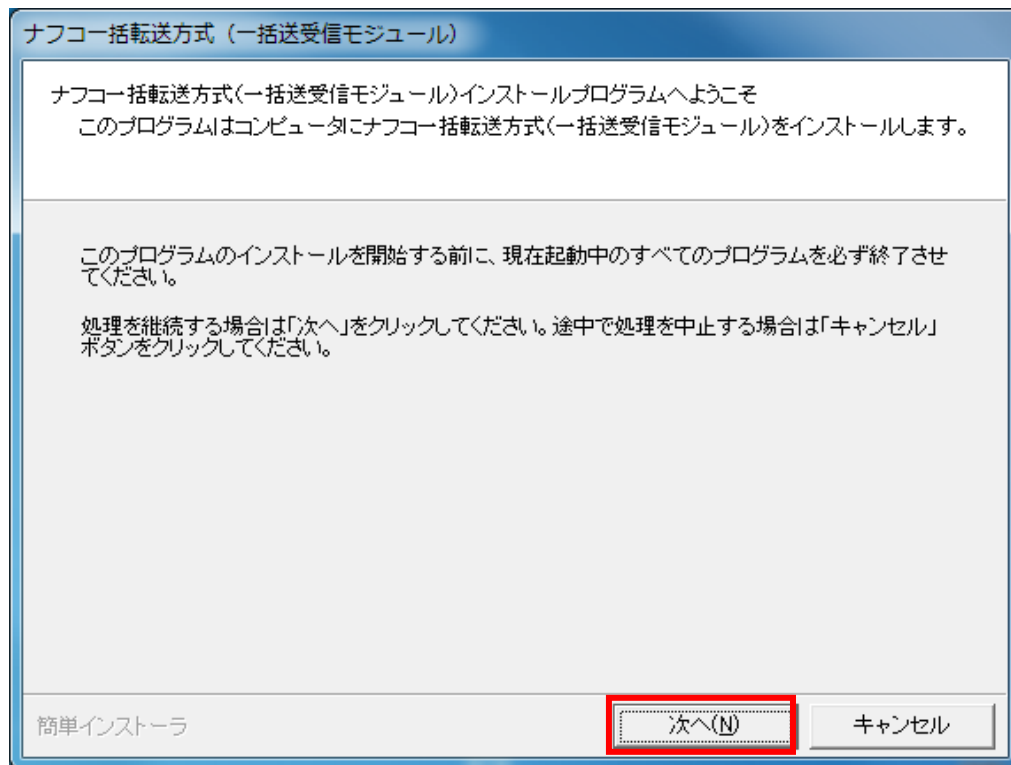 ナフコ一括転送方式（一括送受信モジュール）
ナフコ一括転送方式(一括送受信モジュール)インストールプログラムへようこそ
このプログラムはコンピュータにナフコ一括転送方式(一括送受信モジュール)をインストールします。
このプログラムのインストールを開始する前に、現在起動中のすべてのプログラムを必ず終了させ
てください。
処理を継続する場合は「次へ」をクリックしてください。途中で処理を中止する場合は「キャンセル」
ボタンをクリックしてください。
簡単インストーラ
次へ(N)
キャンセル